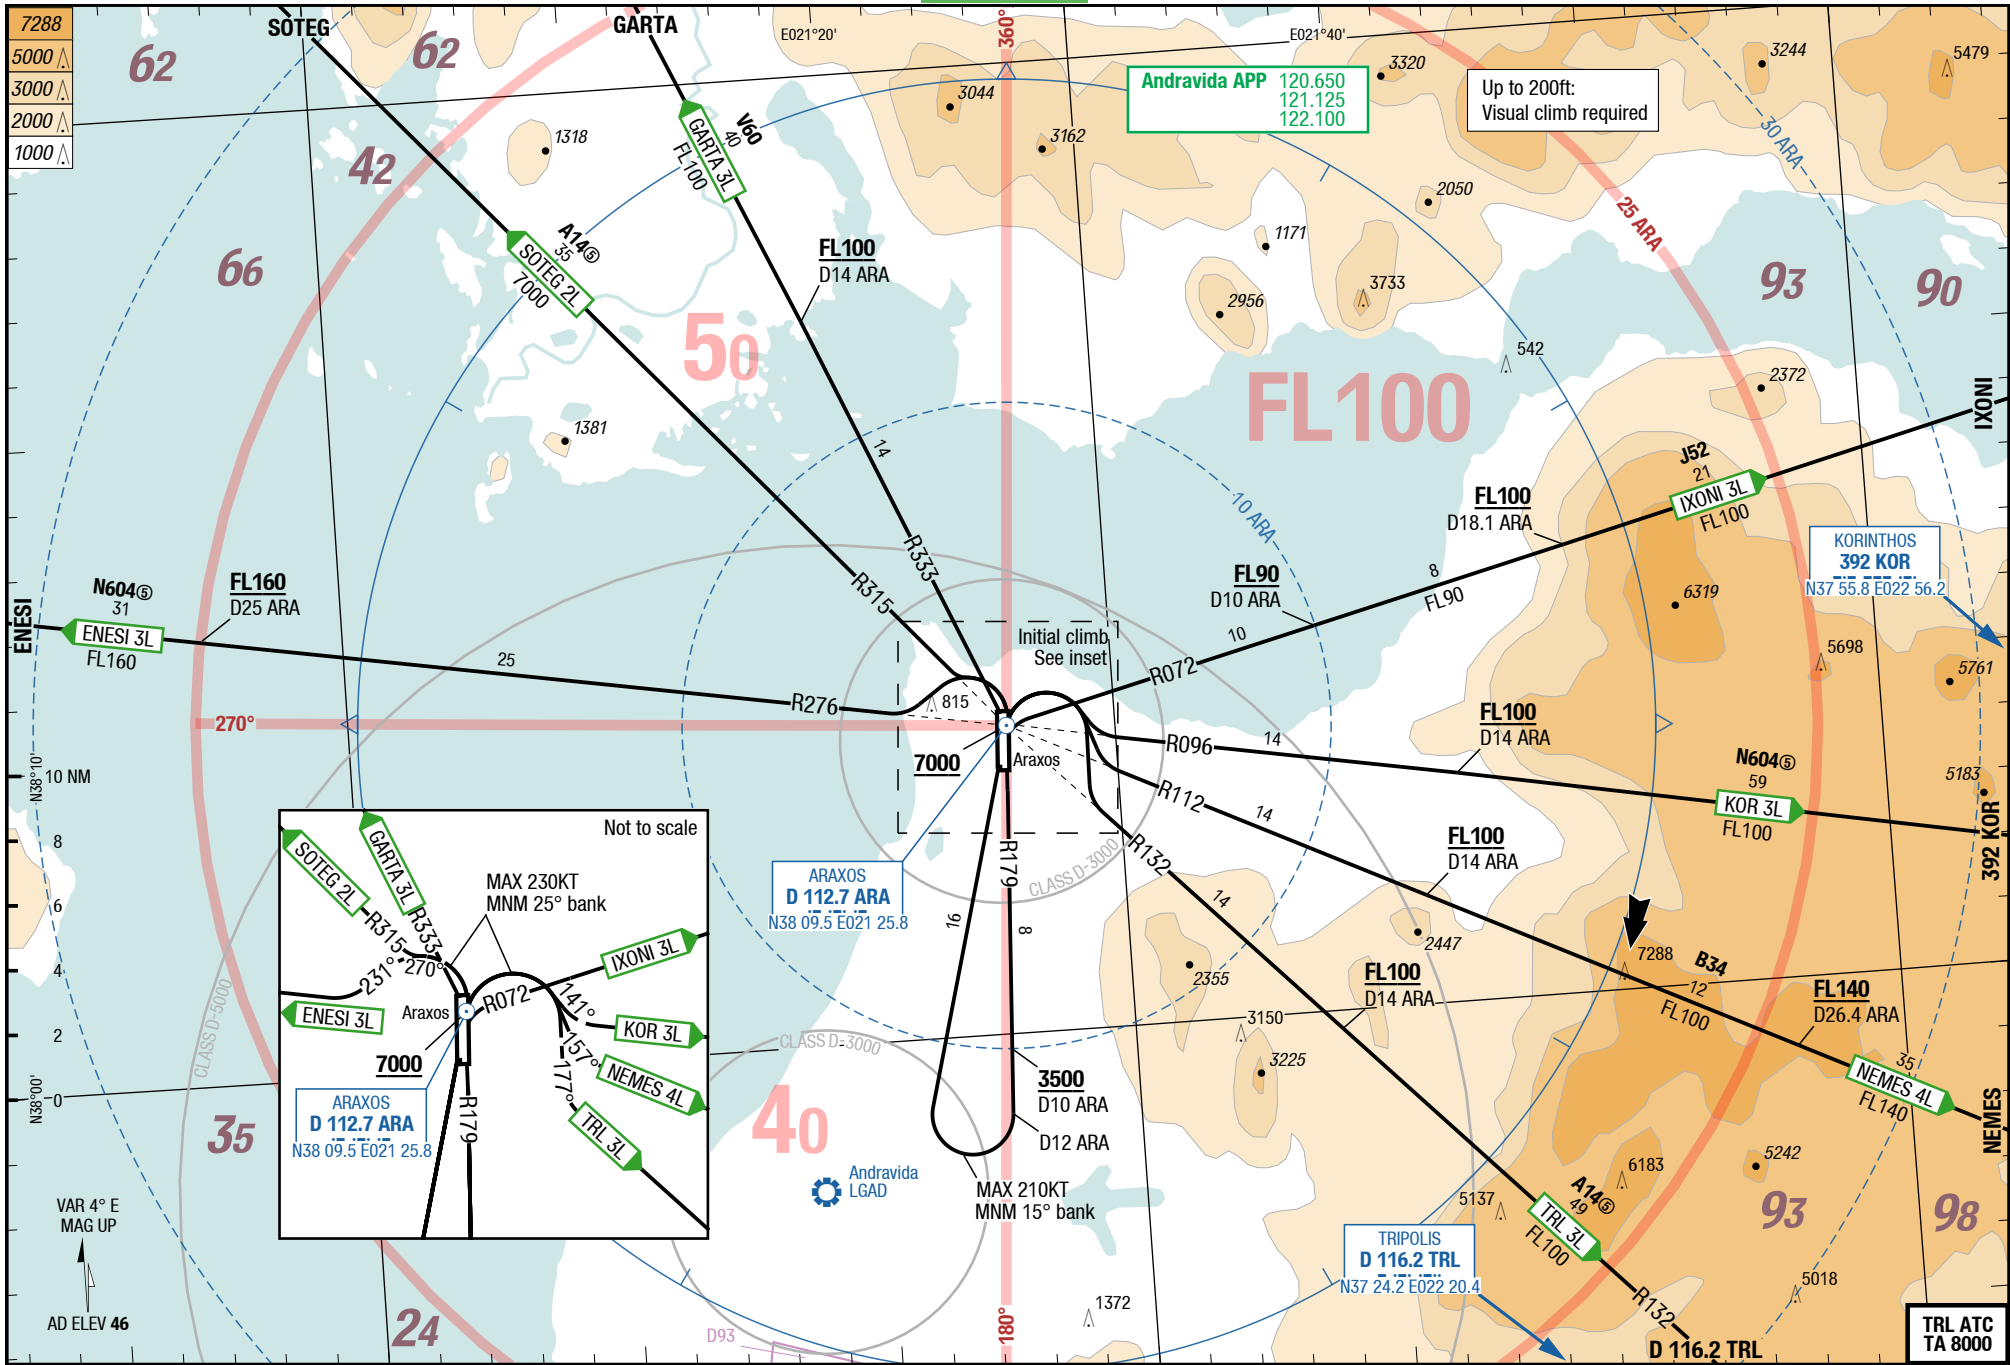 7288
5000
3000
2000
1000
SOTEG
GARTA
E021°20'
360°
E021°40'
62
62
3044
3162
Andravida APP 120.650
121.125
122.100
3320
Up to 200ft:
Visual climb required
3244
5479
30 ARA
1318
42
V60
40
GARTA 3L
FL100
2050
25 ARA
1171
66
A14⑤
35
SOTEG 2L
7000
FL100
D14 ARA
2956
3733
93
90
50
542
FL100
2372
IXONI
1381
14
J52
21
IXONI 3L
FL100
10 ARA
FL100
D18.1 ARA
KORINTHOS
392 KOR
N37 55.8 E022 56.2
R333
R315
N604⑤
31
ENESI 3L
FL160
ENESI
FL160
D25 ARA
FL90
D10 ARA
8
FL90
6319
25
Initial climb
See inset
10
R072
5698
5761
R276
815
270°
7000
Araxos
R096
14
FL100
D14 ARA
N604⑤
59
KOR 3L
FL100
5183
392 KOR
N38°10'
10 NM
8
6
4
2
0
N38°00'
R112
14
FL100
D14 ARA
Not to scale
SOTEG 2L
GARTA 3L
MAX 230KT
MNM 25° bank
R315
R333
231°
270°
IXONI 3L
R072
141°
ENESI 3L
Araxos
KOR 3L
157°
7000
177°
NEMES 4L
ARAXOS
D 112.7 ARA
N38 09.5 E021 25.8
R179
TRL 3L
ARAXOS
D 112.7 ARA
N38 09.5 E021 25.8
R179
CLASS D-3000
R132
16
8
14
2355
2447
7288
B34
12
FL100
FL100
D14 ARA
FL140
D26.4 ARA
35
NEMES 4L
FL140
NEMES
CLASS D-5000
CLASS D-3000
3150
3225
3500
D10 ARA
D12 ARA
35
40
Andravida
LGAD
MAX 210KT
MNM 15° bank
6183
5242
5137
A14⑤
49
TRL 3L
FL100
93
98
VAR 4° E
MAG UP
TRIPOLIS
D 116.2 TRL
N37 24.2 E022 20.4
5018
AD ELEV 46
24
D93
180°
1372
R132
D 116.2 TRL
TRL ATC
TA 8000